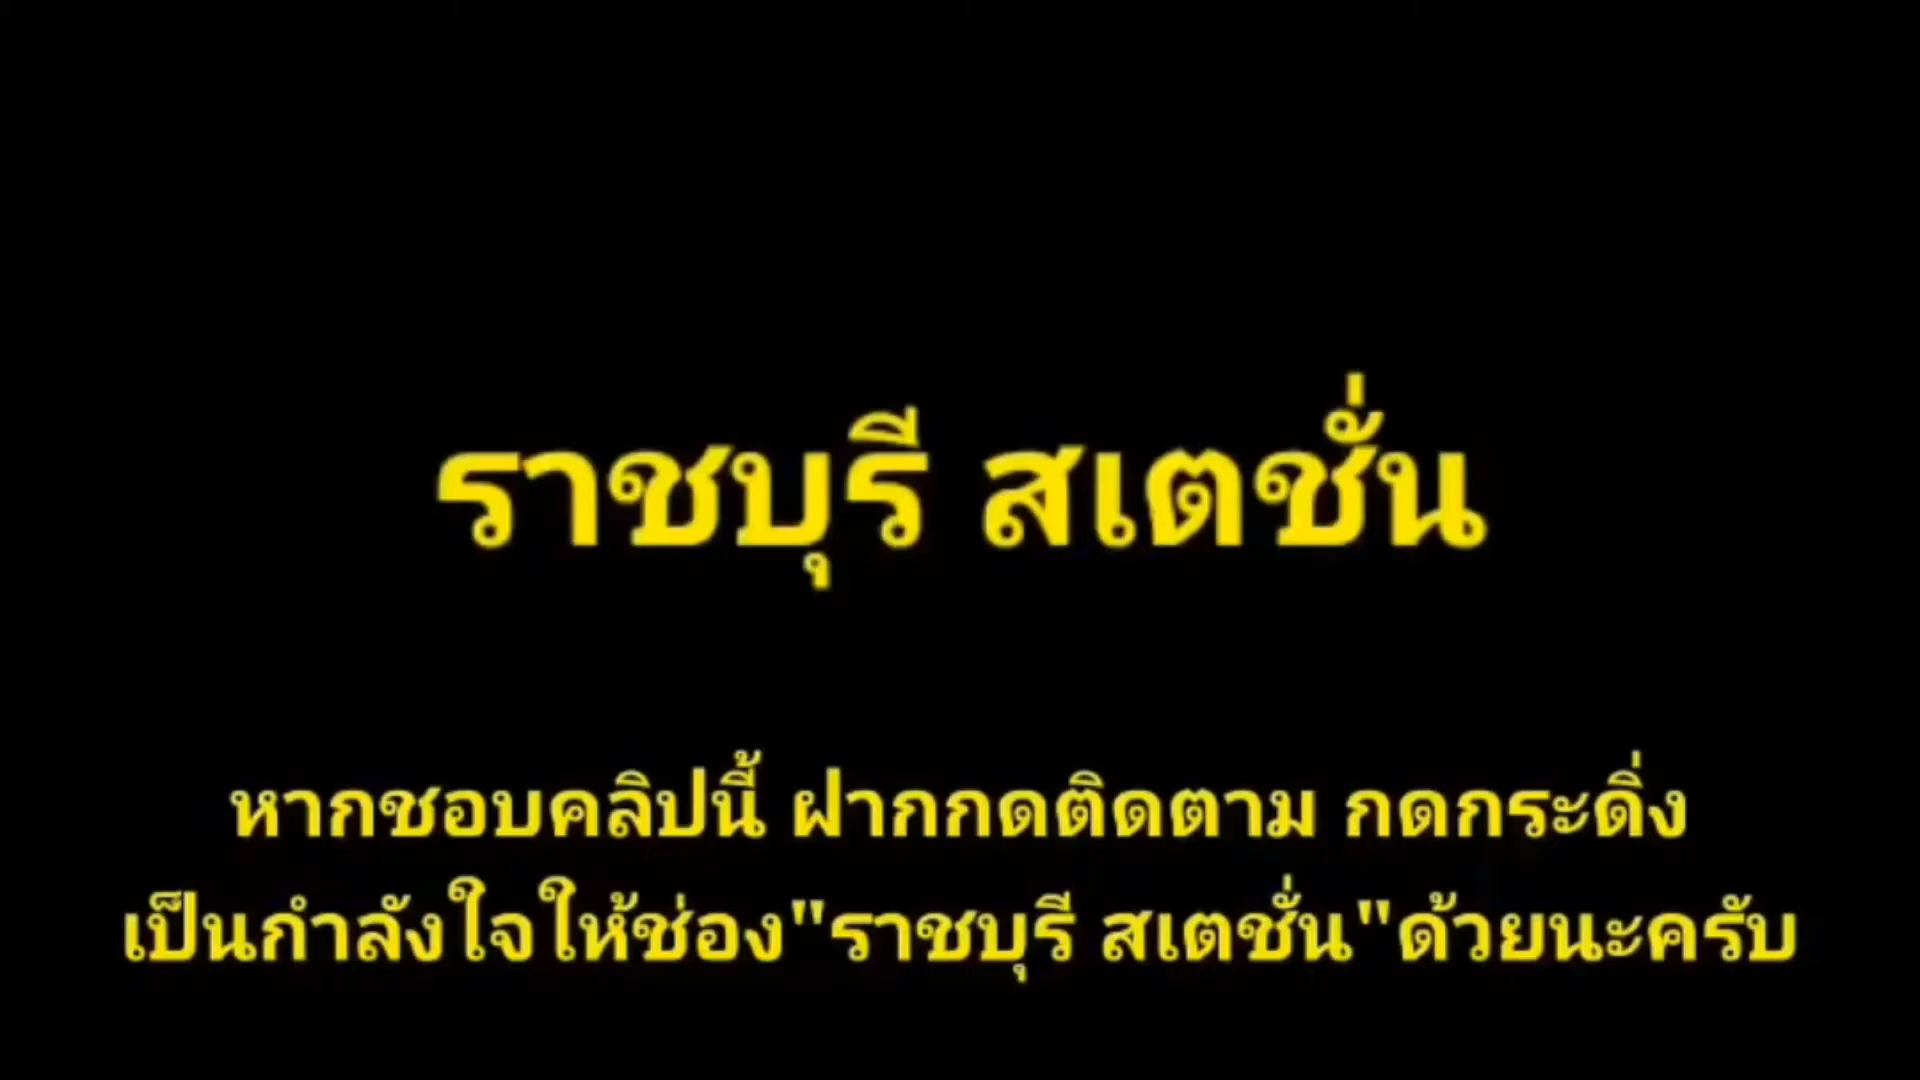 ราชบุรี สเตชั่น
หากชอบคลิปนี้ ฝากกดติดตาม กดกระดิ่ง
เป็นกำลังใจให้ช่อง"ราชบุรี สเตชั่น"ด้วยนะครับ